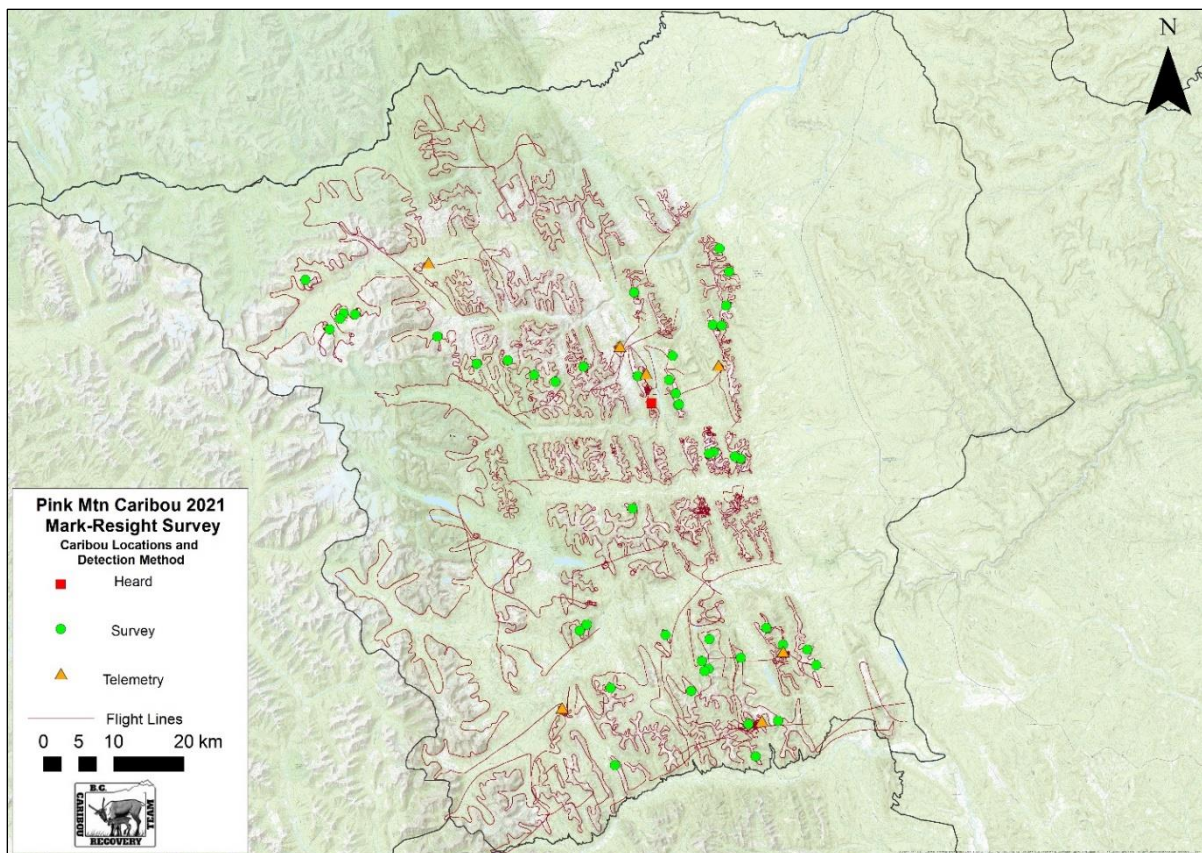 N
Pink Mtn Caribou 2021
Mark-Resight Survey
Caribou Locations and
Detection Method
Heard
Survey
Telemetry
Flight Lines
0 5 10 20 km
B.C.
CARIBOU
TEAM
RECOVERY